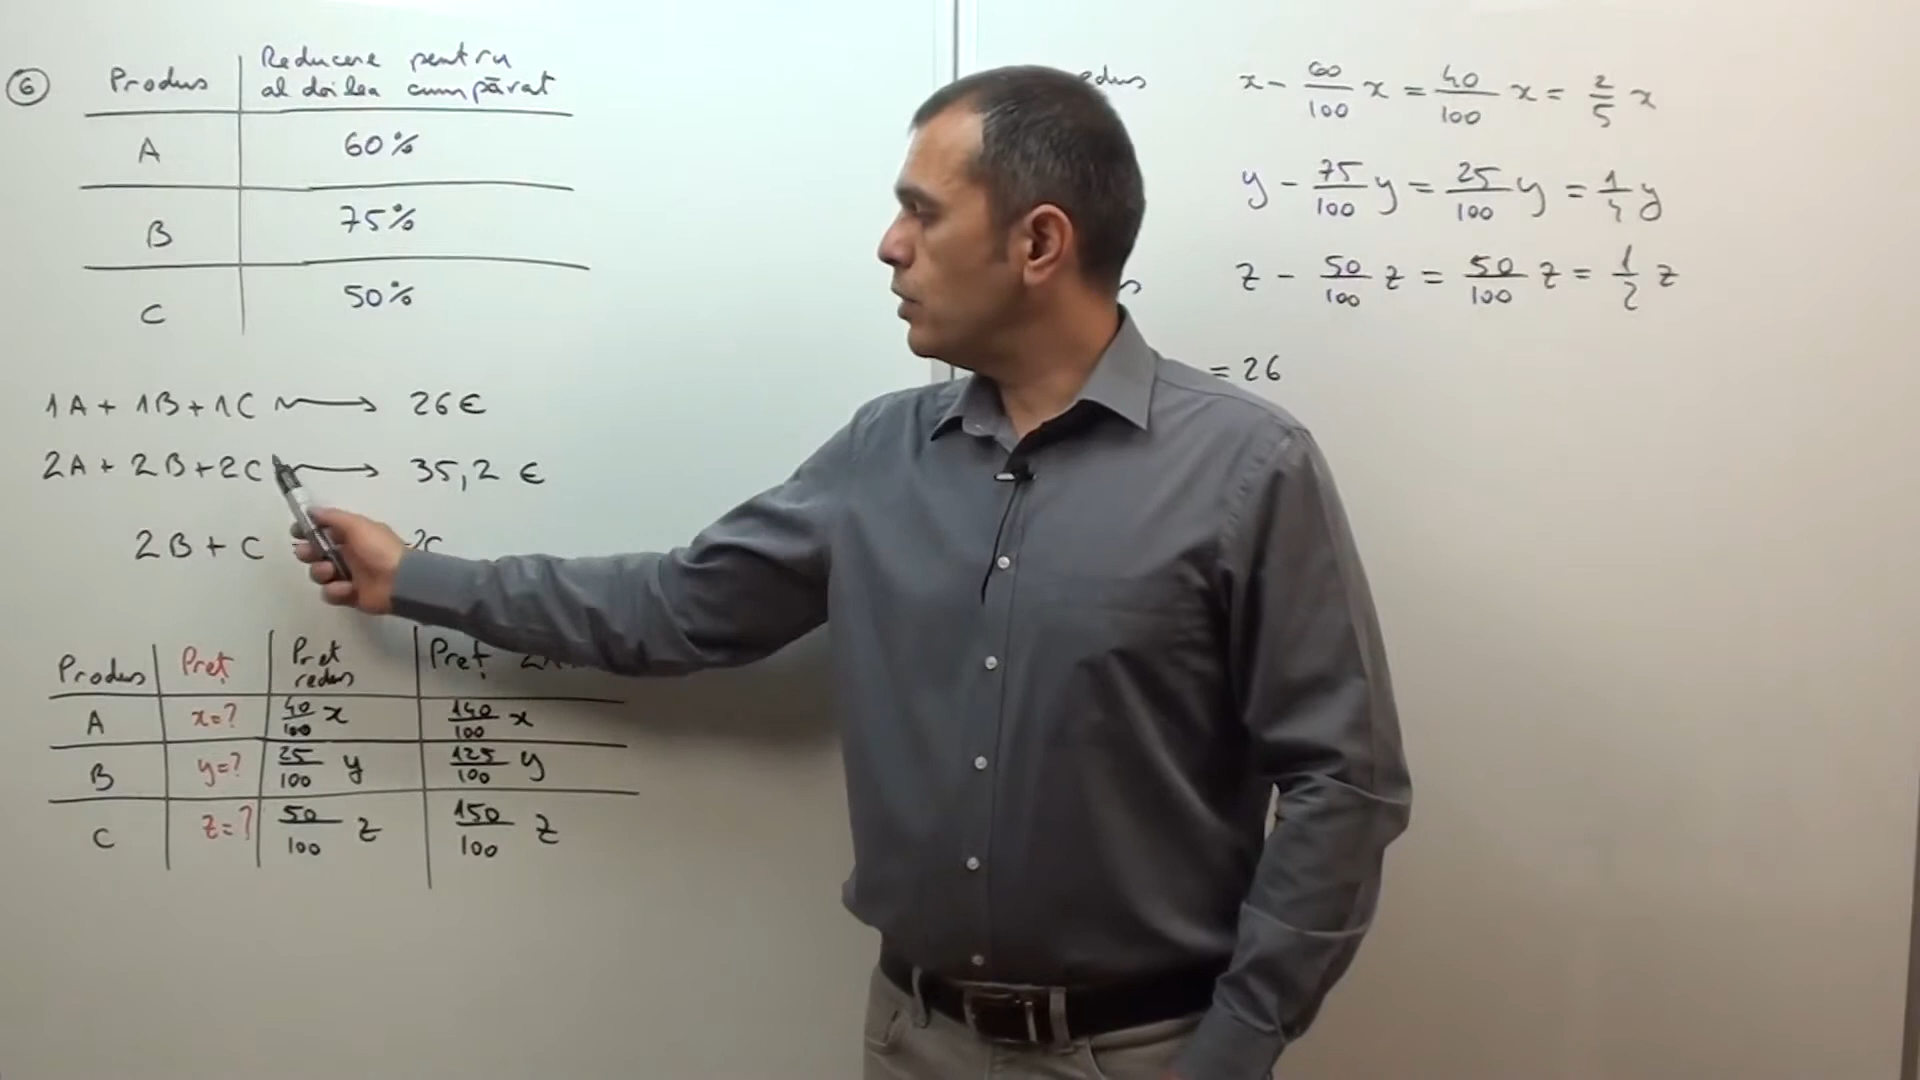 6
Produs Reducere pentru
al doilea cumpărat
A 60%
B 75%
C 50%
1A + 1B + 1C → 26 €
2A + 2B + 2C → 35,2 €
2B + C 2C
Produs Preț Preț redus Preț
A x=? 40/100 x 140/100 x
B y=? 25/100 y 125/100 y
C z=? 50/100 z 150/100 z
x - 60/100 x = 40/100 x = 2/5 x
y - 75/100 y = 25/100 y = 1/4 y
z - 50/100 z = 50/100 z = 1/2 z
= 26